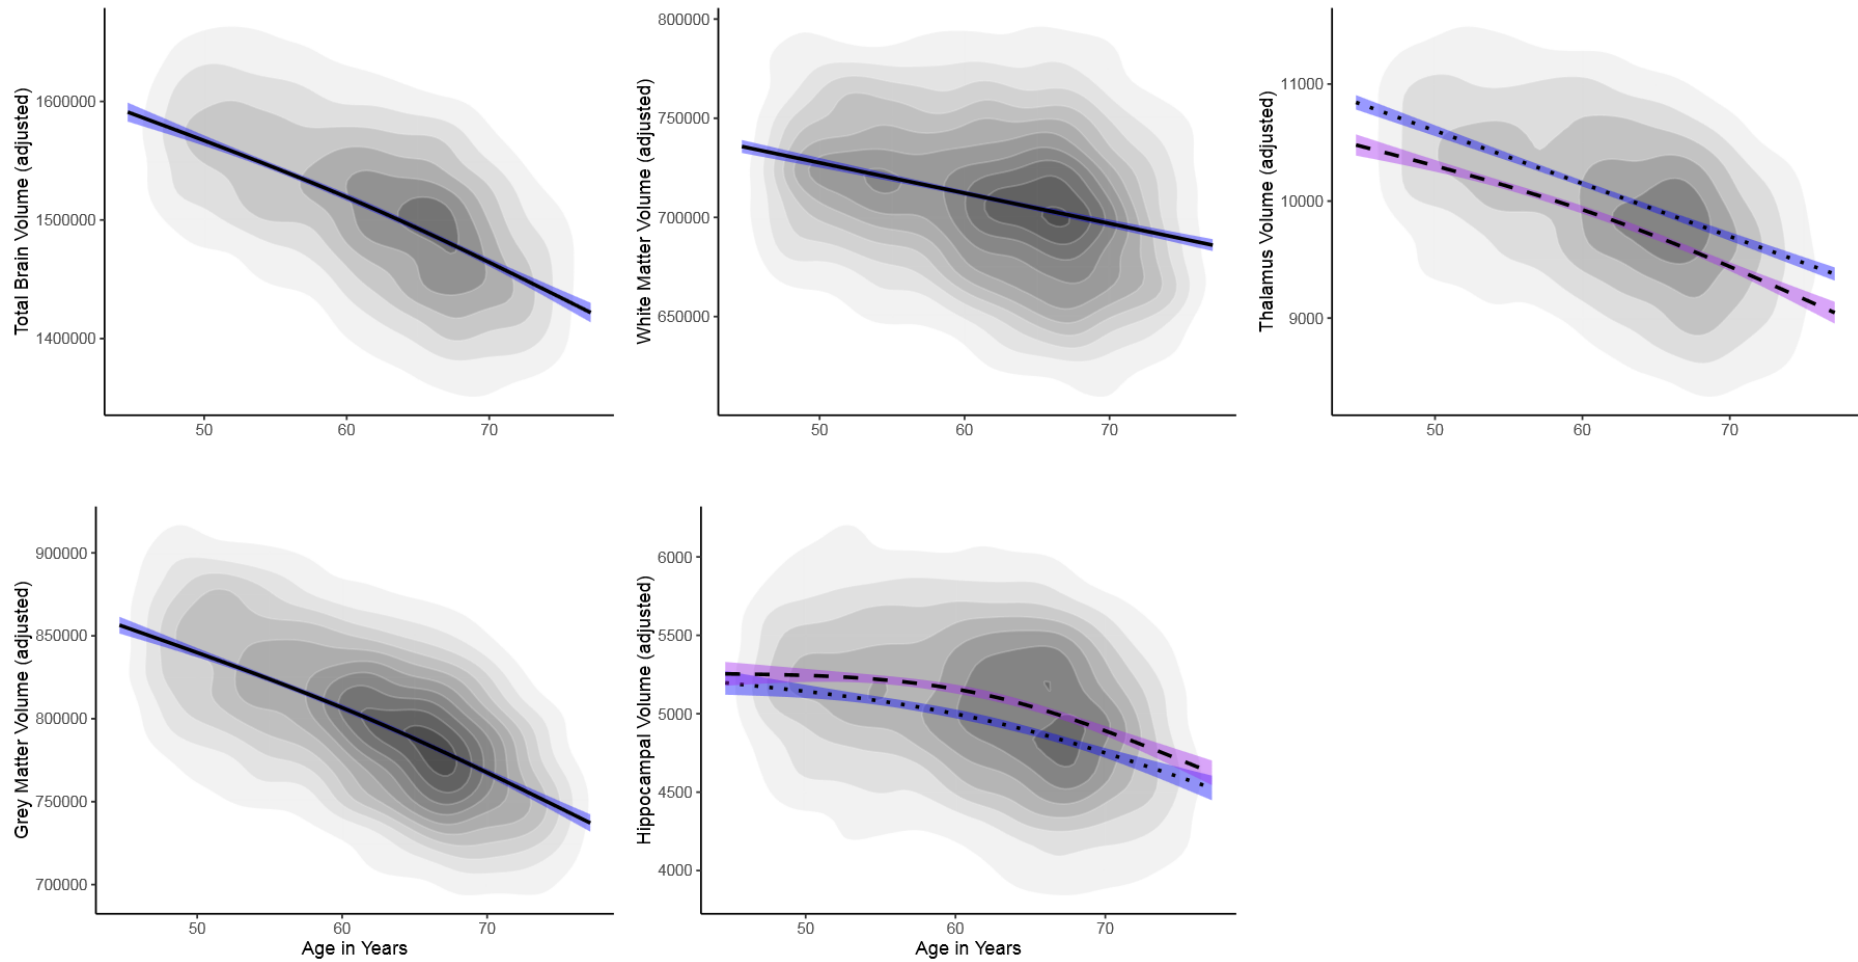 Total Brain Volume (adjusted)
1600000
1500000
1400000
50 60 70
White Matter Volume (adjusted)
800000
750000
700000
650000
50 60 70
Thalamus Volume (adjusted)
11000
10000
9000
50 60 70
Grey Matter Volume (adjusted)
900000
850000
800000
750000
700000
50 60 70
Age in Years
Hippocampal Volume (adjusted)
6000
5500
5000
4500
4000
50 60 70
Age in Years